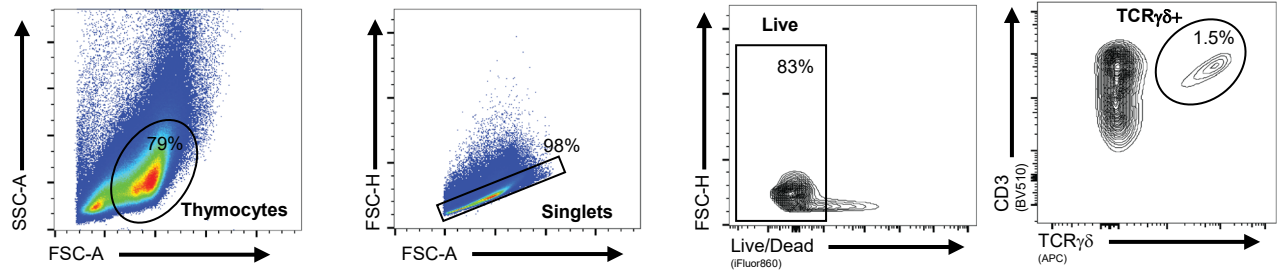 SSC-A
79%
Thymocytes
FSC-A
FSC-H
98%
Singlets
FSC-A
FSC-H
Live
83%
Live/Dead
(iFluor860)
CD3
(BV510)
TCRγδ+
1.5%
TCRγδ
(APC)